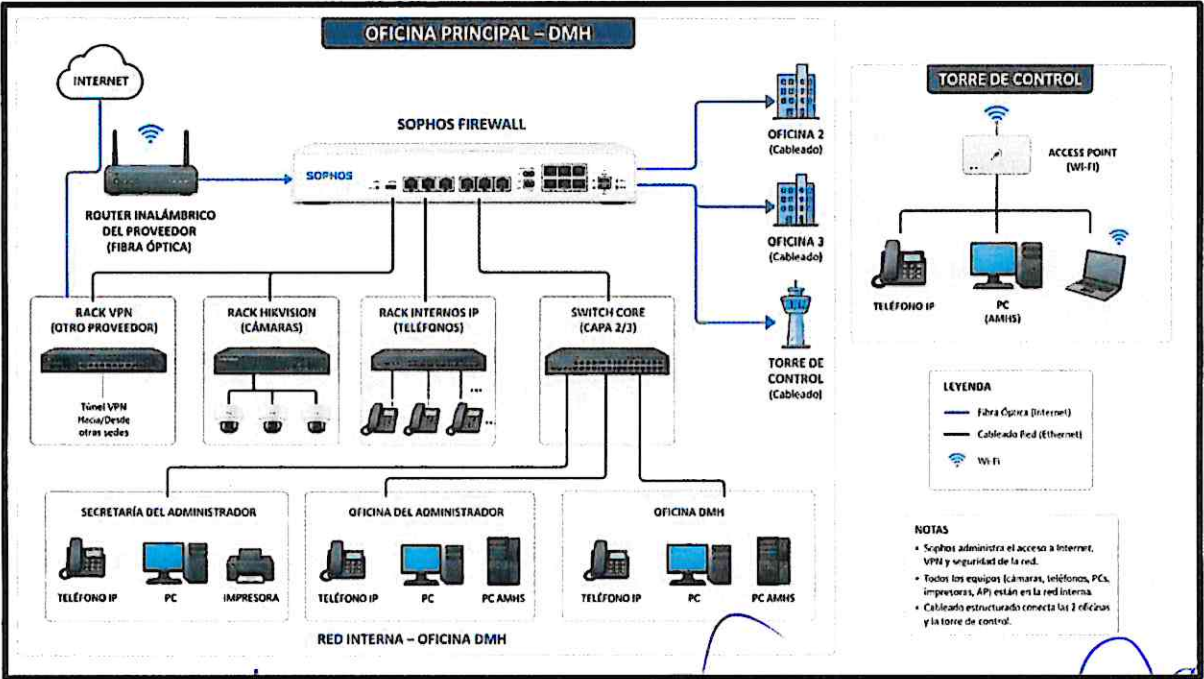 OFICINA PRINCIPAL – DMH
INTERNET
SOPHOS FIREWALL
SOPHOS
ROUTER INALÁMBRICO
DEL PROVEEDOR
(FIBRA ÓPTICA)
OFICINA 2
(Cableado)
OFICINA 3
(Cableado)
TORRE DE
CONTROL
(Cableado)
RACK VPN
(OTRO PROVEEDOR)
Túnel VPN
Hacia/Desde
otras sedes
RACK HIKVISION
(CÁMARAS)
RACK INTERNOS IP
(TELÉFONOS)
SWITCH CORE
(CAPA 2/3)
SECRETARÍA DEL ADMINISTRADOR
TELÉFONO IP
PC
IMPRESORA
OFICINA DEL ADMINISTRADOR
TELÉFONO IP
PC
PC AMHS
OFICINA DMH
TELÉFONO IP
PC
PC AMHS
RED INTERNA – OFICINA DMH
TORRE DE CONTROL
ACCESS POINT
(WI-FI)
TELÉFONO IP
PC
(AMHS)
LEYENDA
Fibra Óptica (Internet)
Cableado Red (Ethernet)
Wi-Fi
NOTAS
• Sophos administra el acceso a Internet,
VPN y seguridad de la red.
• Todos los equipos (cámaras, teléfonos, PCs,
impresoras, AP) están en la red interna.
• Cableado estructurado conecta las 2 oficinas
y la torre de control.